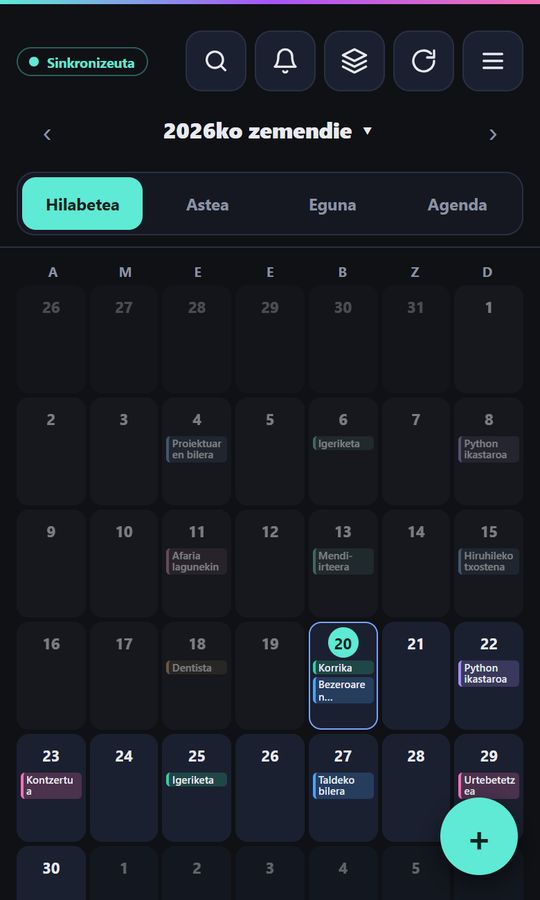 Sinkronizeuta
‹ 2026ko zemendie ▼ ›
Hilabetea Astea Eguna Agenda
A M E E B Z D
26 27 28 29 30 31 1
2 3 4 5 6 7 8
Proiektuar
en bilera
Igeriketa
Python
ikastaroa
9 10 11 12 13 14 15
Afaria
lagunekin
Mendi-
irteera
Hiruhileko
txostena
16 17 18 19 20 21 22
Dentista
Korrika
Bezeroare
n...
Python
ikastaroa
23 24 25 26 27 28 29
Kontzertu
a
Igeriketa
Taldeko
bilera
Urtebetetz
ea
30 1 2 3 4 5
+